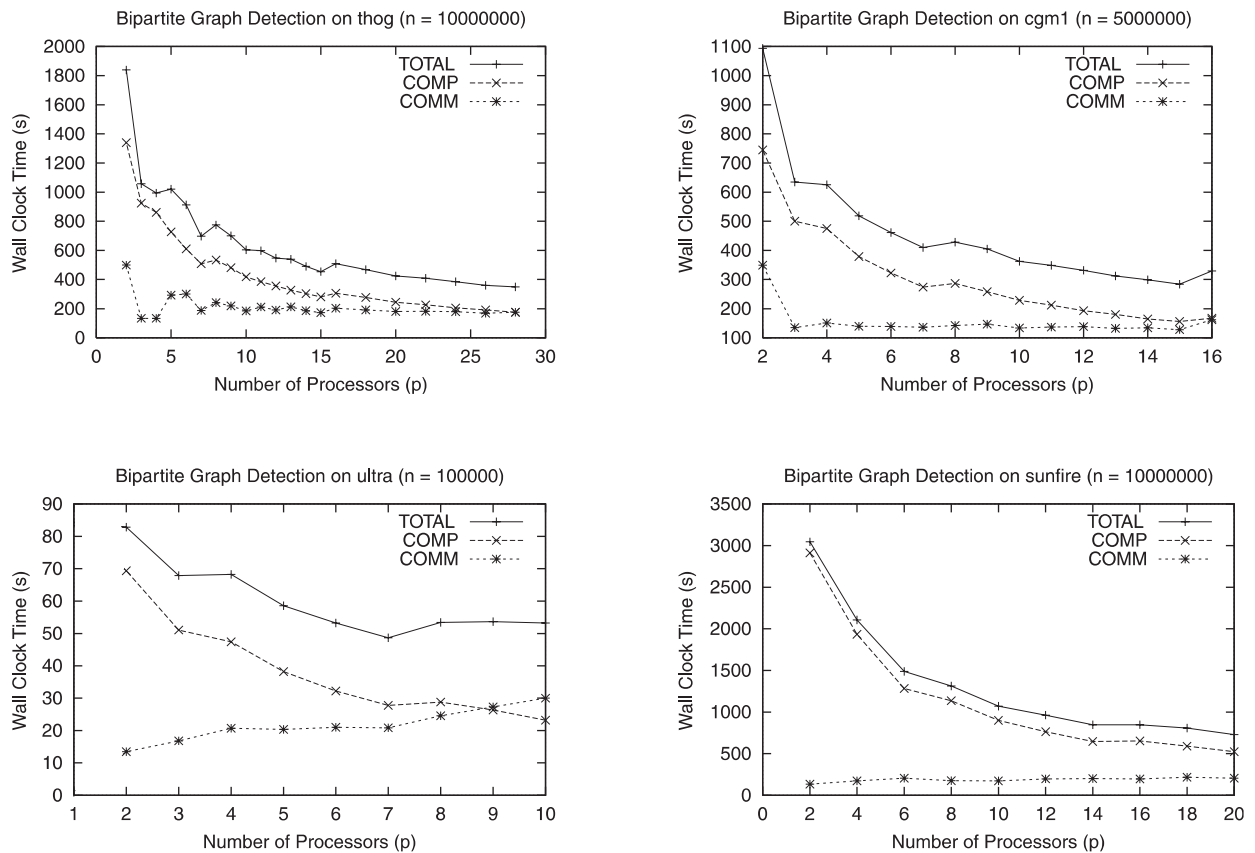 Bipartite Graph Detection on thog (n = 10000000)
2000
1800
1600
1400
1200
1000
800
600
400
200
0
Wall Clock Time (s)
TOTAL
COMP
COMM
0 5 10 15 20 25 30
Number of Processors (p)
Bipartite Graph Detection on cgm1 (n = 5000000)
1100
1000
900
800
700
600
500
400
300
200
100
Wall Clock Time (s)
TOTAL
COMP
COMM
2 4 6 8 10 12 14 16
Number of Processors (p)
Bipartite Graph Detection on ultra (n = 100000)
90
80
70
60
50
40
30
20
10
0
Wall Clock Time (s)
TOTAL
COMP
COMM
1 2 3 4 5 6 7 8 9 10
Number of Processors (p)
Bipartite Graph Detection on sunfire (n = 10000000)
3500
3000
2500
2000
1500
1000
500
0
Wall Clock Time (s)
TOTAL
COMP
COMM
0 2 4 6 8 10 12 14 16 18 20
Number of Processors (p)